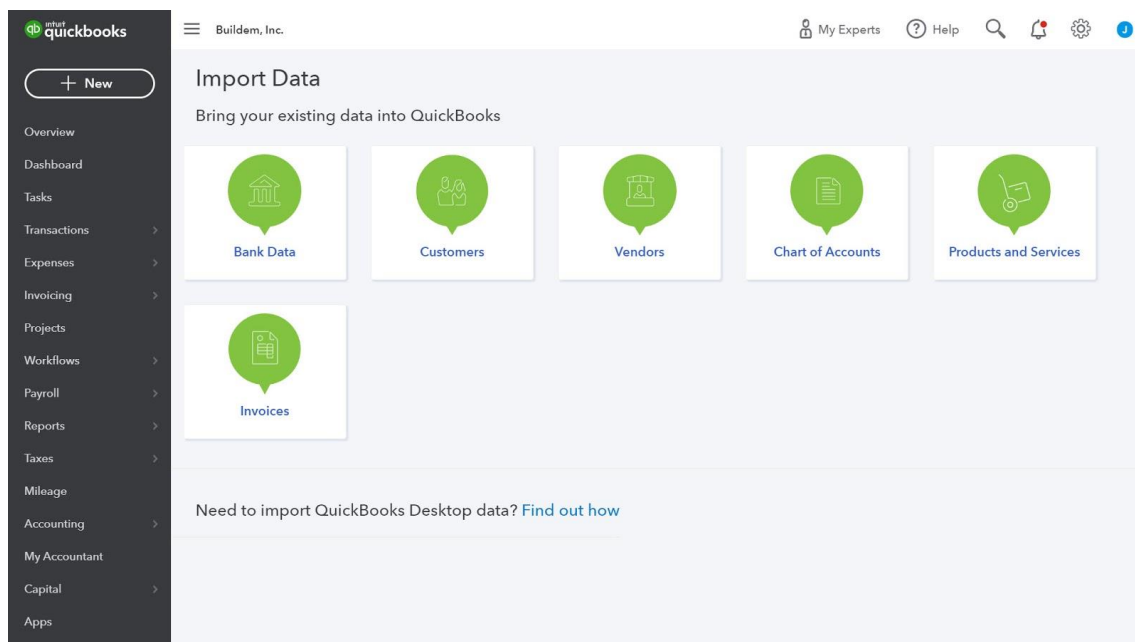 intuit
quickbooks
Buildem, Inc.
My Experts
? Help
J
+ New
Overview
Dashboard
Tasks
Transactions
Expenses
Invoicing
Projects
Workflows
Payroll
Reports
Taxes
Mileage
Accounting
My Accountant
Capital
Apps
Import Data
Bring your existing data into QuickBooks
Bank Data
Customers
Vendors
Chart of Accounts
Products and Services
Invoices
Need to import QuickBooks Desktop data? Find out how